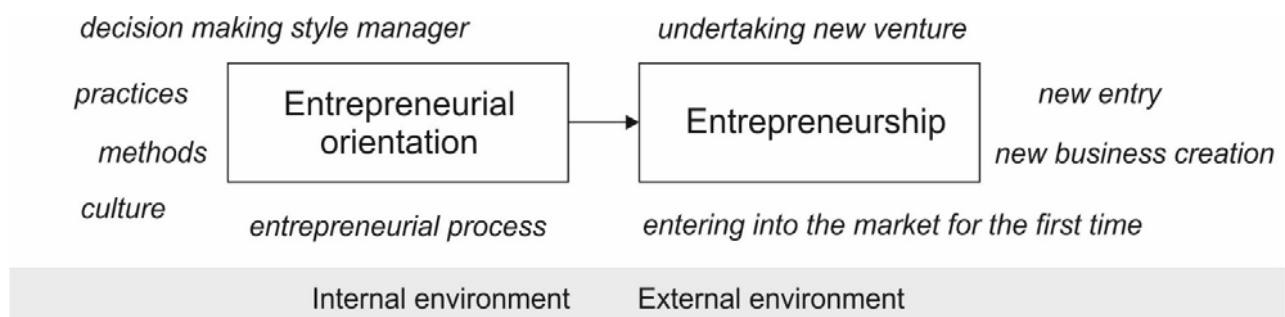 decision making style manager
undertaking new venture
practices
methods
culture
Entrepreneurial
orientation
entrepreneurial process
Entrepreneurship
new entry
new business creation
entering into the market for the first time
Internal environment
External environment